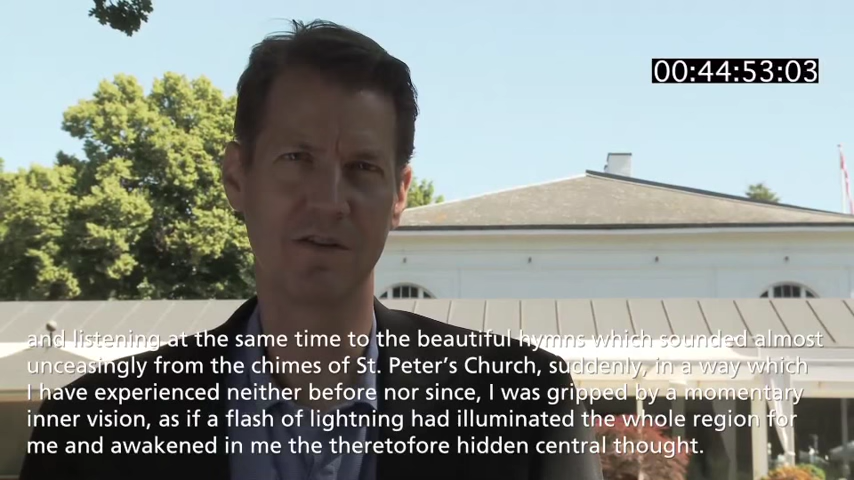 00:44:53:03
and listening at the same time to the beautiful hymns which sounded almost
unceasingly from the chimes of St. Peter's Church, suddenly, in a way which
I have experienced neither before nor since, I was gripped by a momentary
inner vision, as if a flash of lightning had illuminated the whole region for
me and awakened in me the theretofore hidden central thought.